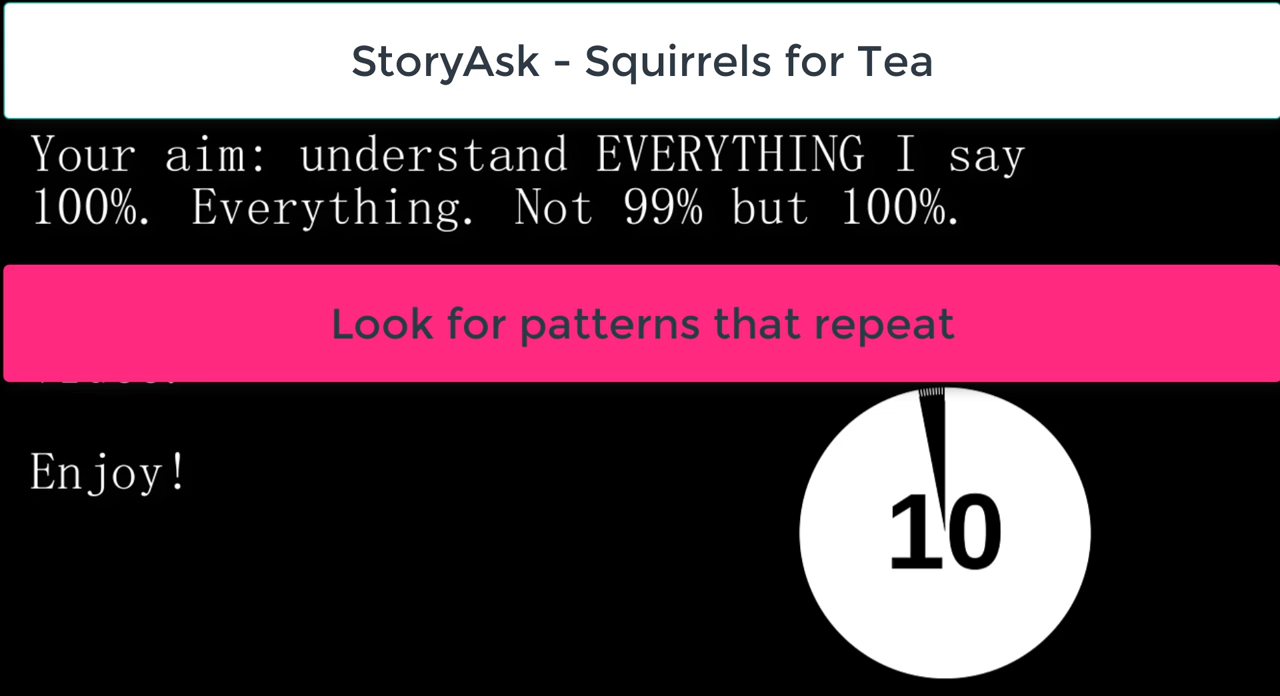 StoryAsk - Squirrels for Tea
Your aim: understand EVERYTHING I say
100%. Everything. Not 99% but 100%.
Look for patterns that repeat
Enjoy!
10